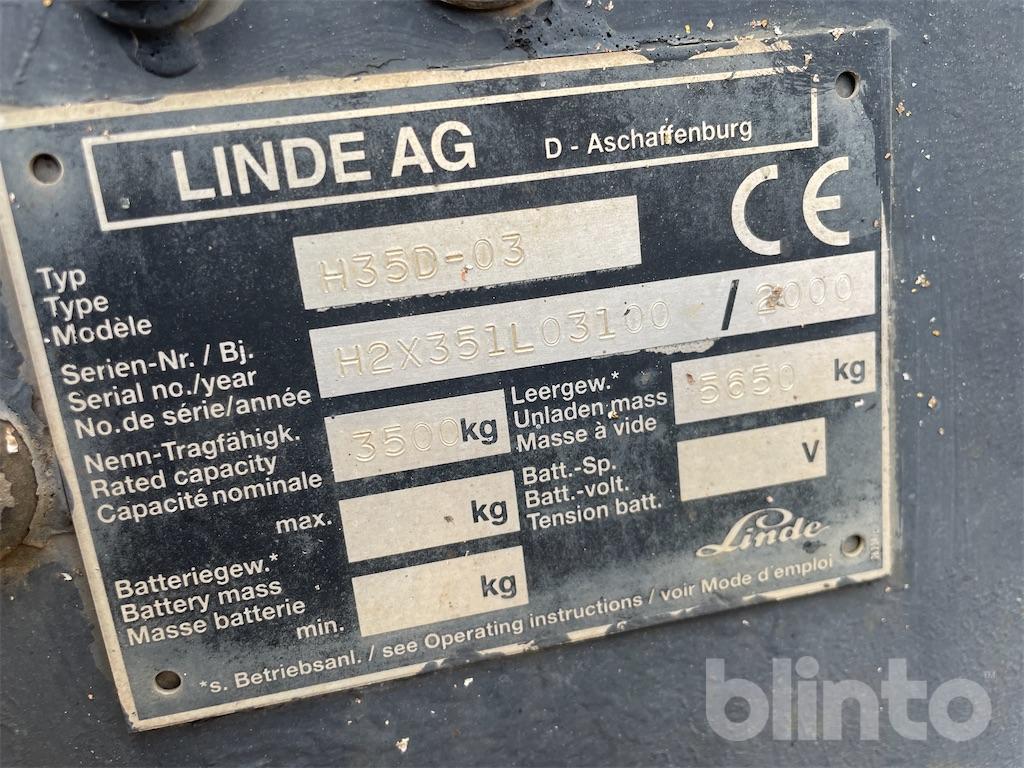 LINDE AG D - Aschaffenburg
CE
Typ
Type
Modèle
H35D-03
Serien-Nr. / Bj.
Serial no./year
No. de série/année
H2X351L03100 / 2000
Nenn-Tragfähigk.
Rated capacity
Capacité nominale
3500 kg
Leergew.*
Unladen mass
Masse à vide
5650 kg
max. kg
Batt.-Sp.
Batt.-volt.
Tension batt.
V
Batteriegew.*
Battery mass
Masse batterie
min. kg
Linde
*s. Betriebsanl. / see Operating instructions / voir Mode d'emploi
blinto™